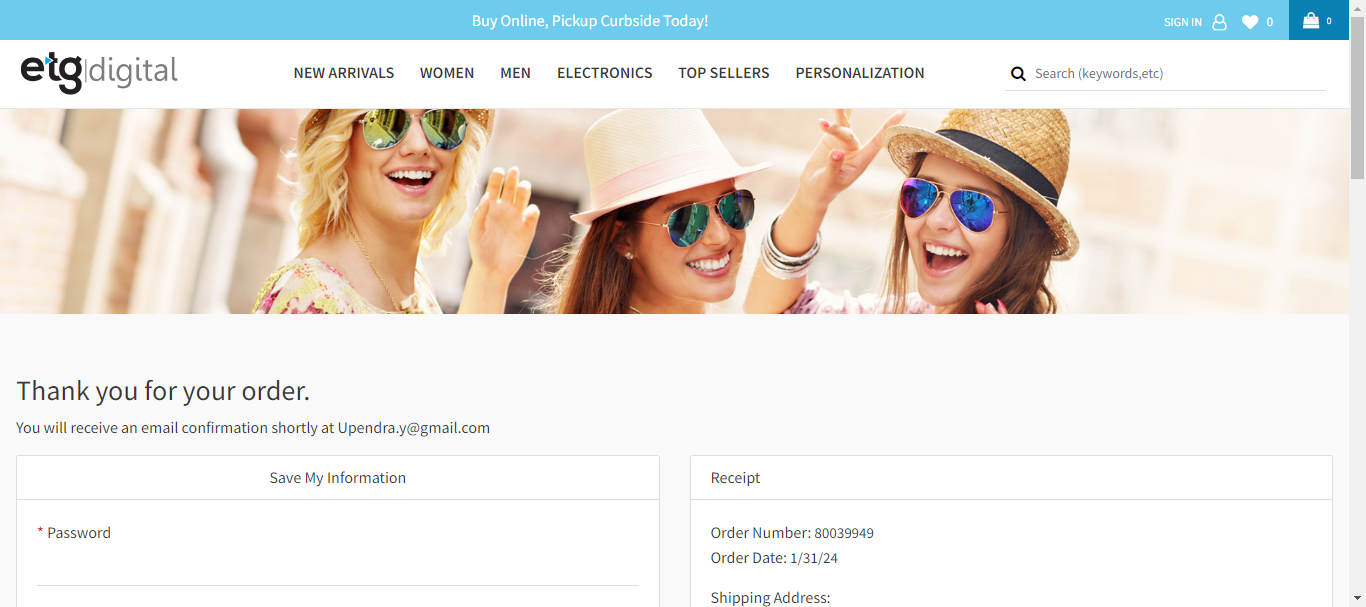 Buy Online, Pickup Curbside Today!
SIGN IN 0 0
etg|digital
NEW ARRIVALS WOMEN MEN ELECTRONICS TOP SELLERS PERSONALIZATION
Search (keywords,etc)
Thank you for your order.
You will receive an email confirmation shortly at Upendra.y@gmail.com
Save My Information
* Password
Receipt
Order Number: 80039949
Order Date: 1/31/24
Shipping Address: